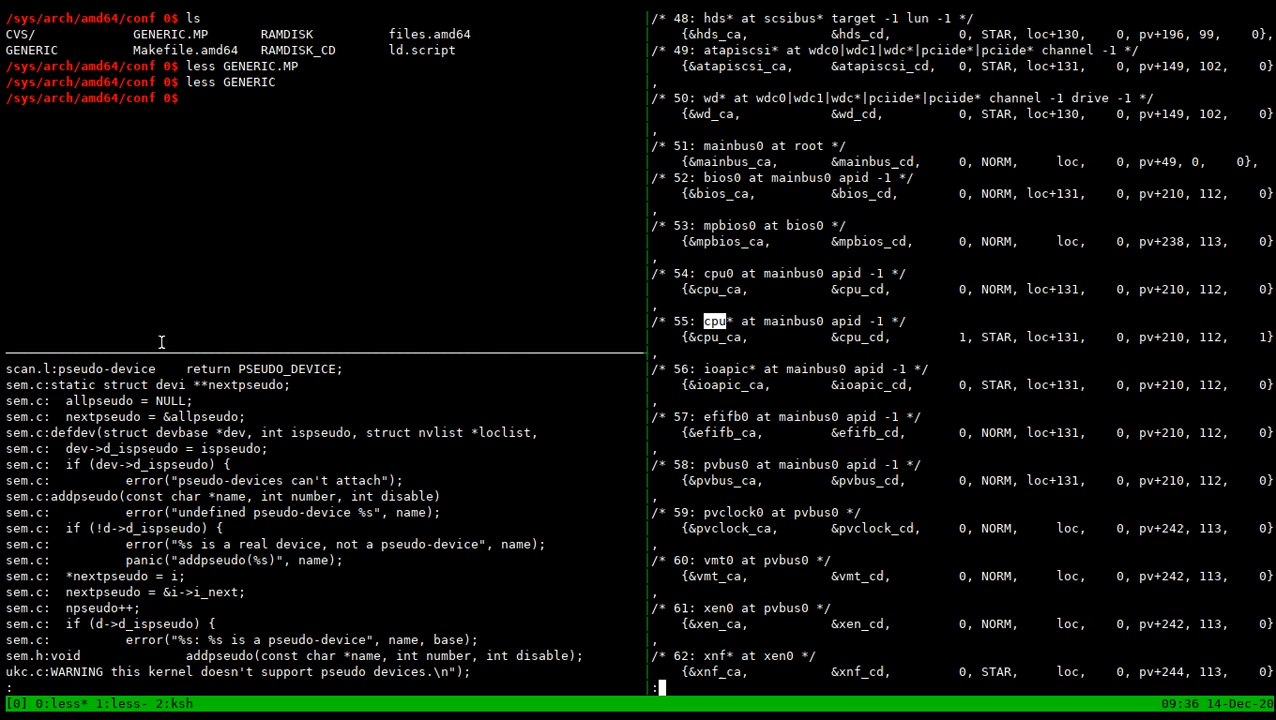 /sys/arch/amd64/conf 0$ ls
CVS/            GENERIC.MP       RAMDISK          files.amd64
GENERIC         Makefile.amd64   RAMDISK_CD       ld.script
/sys/arch/amd64/conf 0$ less GENERIC.MP
/sys/arch/amd64/conf 0$ less GENERIC
/sys/arch/amd64/conf 0$
scan.l:pseudo-device    return PSEUDO_DEVICE;
sem.c:static struct devi **nextpseudo;
sem.c:  allpseudo = NULL;
sem.c:  nextpseudo = &allpseudo;
sem.c:defdev(struct devbase *dev, int ispseudo, struct nvlist *loclist,
sem.c:  dev->d_ispseudo = ispseudo;
sem.c:  if (dev->d_ispseudo) {
sem.c:          error("pseudo-devices can't attach");
sem.c:addpseudo(const char *name, int number, int disable)
sem.c:          error("undefined pseudo-device %s", name);
sem.c:  if (!d->d_ispseudo) {
sem.c:          error("%s is a real device, not a pseudo-device", name);
sem.c:          panic("addpseudo(%s)", name);
sem.c:  *nextpseudo = i;
sem.c:  nextpseudo = &i->i_next;
sem.c:  npseudo++;
sem.c:  if (d->d_ispseudo) {
sem.c:          error("%s: %s is a pseudo-device", name, base);
sem.h:void              addpseudo(const char *name, int number, int disable);
ukc.c:WARNING this kernel doesn't support pseudo devices.\n");
:
/* 48: hds* at scsibus* target -1 lun -1 */
    {&hds_ca,           &hds_cd,        0, STAR, loc+130,    0, pv+196, 99,    0},
/* 49: atapiscsi* at wdc0|wdc1|wdc*|pciide*|pciide* channel -1 */
    {&atapiscsi_ca,     &atapiscsi_cd,   0, STAR, loc+131,    0, pv+149, 102,    0}
,
/* 50: wd* at wdc0|wdc1|wdc*|pciide*|pciide* channel -1 drive -1 */
    {&wd_ca,            &wd_cd,          0, STAR, loc+130,    0, pv+149, 102,    0}
,
/* 51: mainbus0 at root */
    {&mainbus_ca,       &mainbus_cd,     0, NORM,     loc,    0, pv+49, 0,    0},
/* 52: bios0 at mainbus0 apid -1 */
    {&bios_ca,          &bios_cd,        0, NORM, loc+131,    0, pv+210, 112,    0}
,
/* 53: mpbios0 at bios0 */
    {&mpbios_ca,        &mpbios_cd,      0, NORM,     loc,    0, pv+238, 113,    0}
,
/* 54: cpu0 at mainbus0 apid -1 */
    {&cpu_ca,           &cpu_cd,         0, NORM, loc+131,    0, pv+210, 112,    0}
,
/* 55: cpu* at mainbus0 apid -1 */
    {&cpu_ca,           &cpu_cd,         1, STAR, loc+131,    0, pv+210, 112,    1}
,
/* 56: ioapic* at mainbus0 apid -1 */
    {&ioapic_ca,        &ioapic_cd,      0, STAR, loc+131,    0, pv+210, 112,    0}
,
/* 57: efifb0 at mainbus0 apid -1 */
    {&efifb_ca,         &efifb_cd,       0, NORM, loc+131,    0, pv+210, 112,    0}
,
/* 58: pvbus0 at mainbus0 apid -1 */
    {&pvbus_ca,         &pvbus_cd,       0, NORM, loc+131,    0, pv+210, 112,    0}
,
/* 59: pvclock0 at pvbus0 */
    {&pvclock_ca,       &pvclock_cd,     0, NORM,     loc,    0, pv+242, 113,    0}
,
/* 60: vmt0 at pvbus0 */
    {&vmt_ca,           &vmt_cd,         0, NORM,     loc,    0, pv+242, 113,    0}
,
/* 61: xen0 at pvbus0 */
    {&xen_ca,           &xen_cd,         0, NORM,     loc,    0, pv+242, 113,    0}
,
/* 62: xnf* at xen0 */
    {&xnf_ca,           &xnf_cd,         0, STAR,     loc,    0, pv+244, 113,    0}
:
[0] 0:less* 1:less- 2:ksh                09:36 14-Dec-20